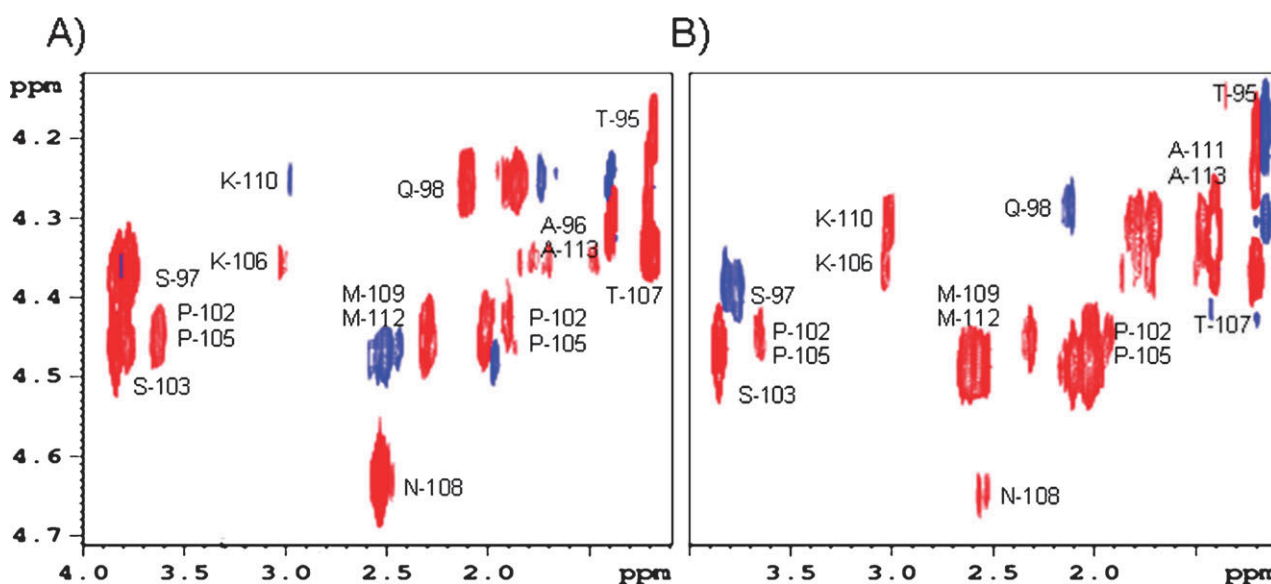 A)
B)
ppm
4.2
4.3
4.4
4.5
4.6
4.7
T-95
K-110
Q-98
A-96
A-113
K-106
S-97
P-102
P-105
M-109
M-112
P-102
P-105
T-107
S-103
N-108
4.0
3.5
3.0
2.5
2.0
ppm
T-95
A-111
A-113
K-110
Q-98
K-106
S-97
M-109
M-112
P-102
P-105
P-102
P-105
T-107
S-103
N-108
3.5
3.0
2.5
2.0
ppm